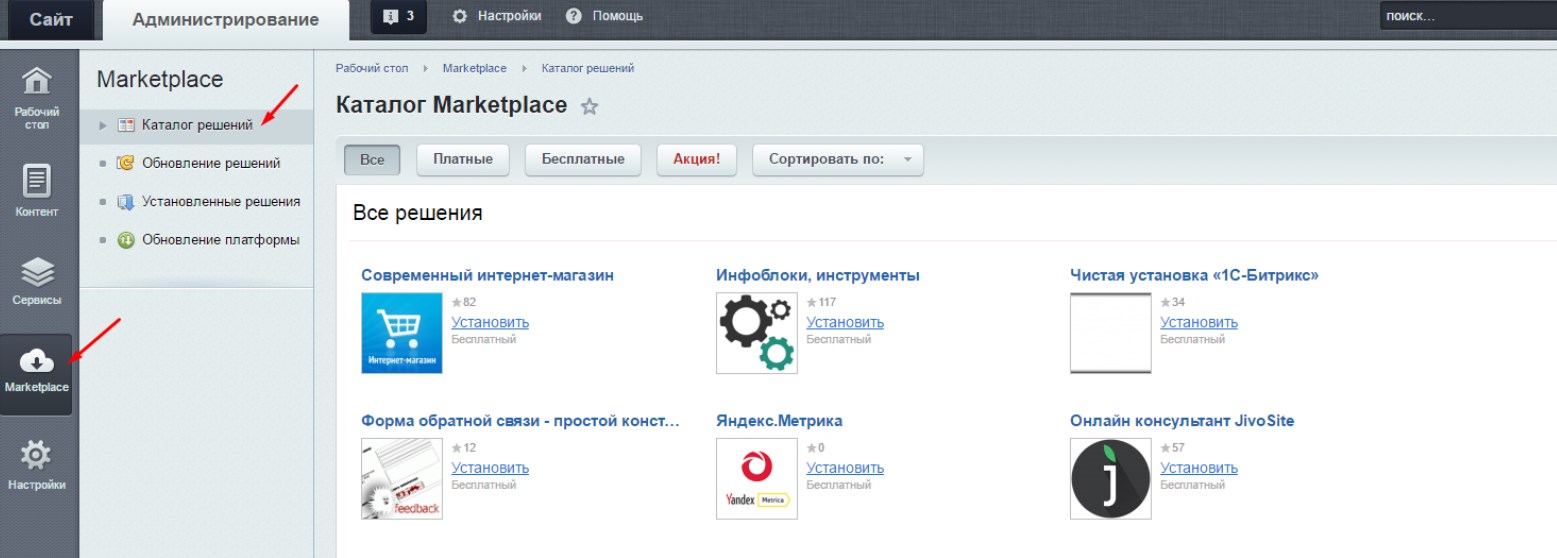 Сайт
Администрирование
3
Настройки
Помощь
поиск...
Рабочий
стол
Контент
Сервисы
Marketplace
Настройки
Marketplace
Каталог решений
Обновление решений
Установленные решения
Обновление платформы
Рабочий стол Marketplace Каталог решений
Каталог Marketplace
Все Платные Бесплатные Акция! Сортировать по:
Все решения
Современный интернет-магазин
82
Установить
Бесплатный
Интернет-магазин
Инфоблоки, инструменты
117
Установить
Бесплатный
Чистая установка «1С-Битрикс»
34
Установить
Бесплатный
Форма обратной связи - простой конст...
12
Установить
Бесплатный
feedback
Яндекс.Метрика
0
Установить
Бесплатный
Yandex Metrica
Онлайн консультант JivoSite
57
Установить
Бесплатный
j